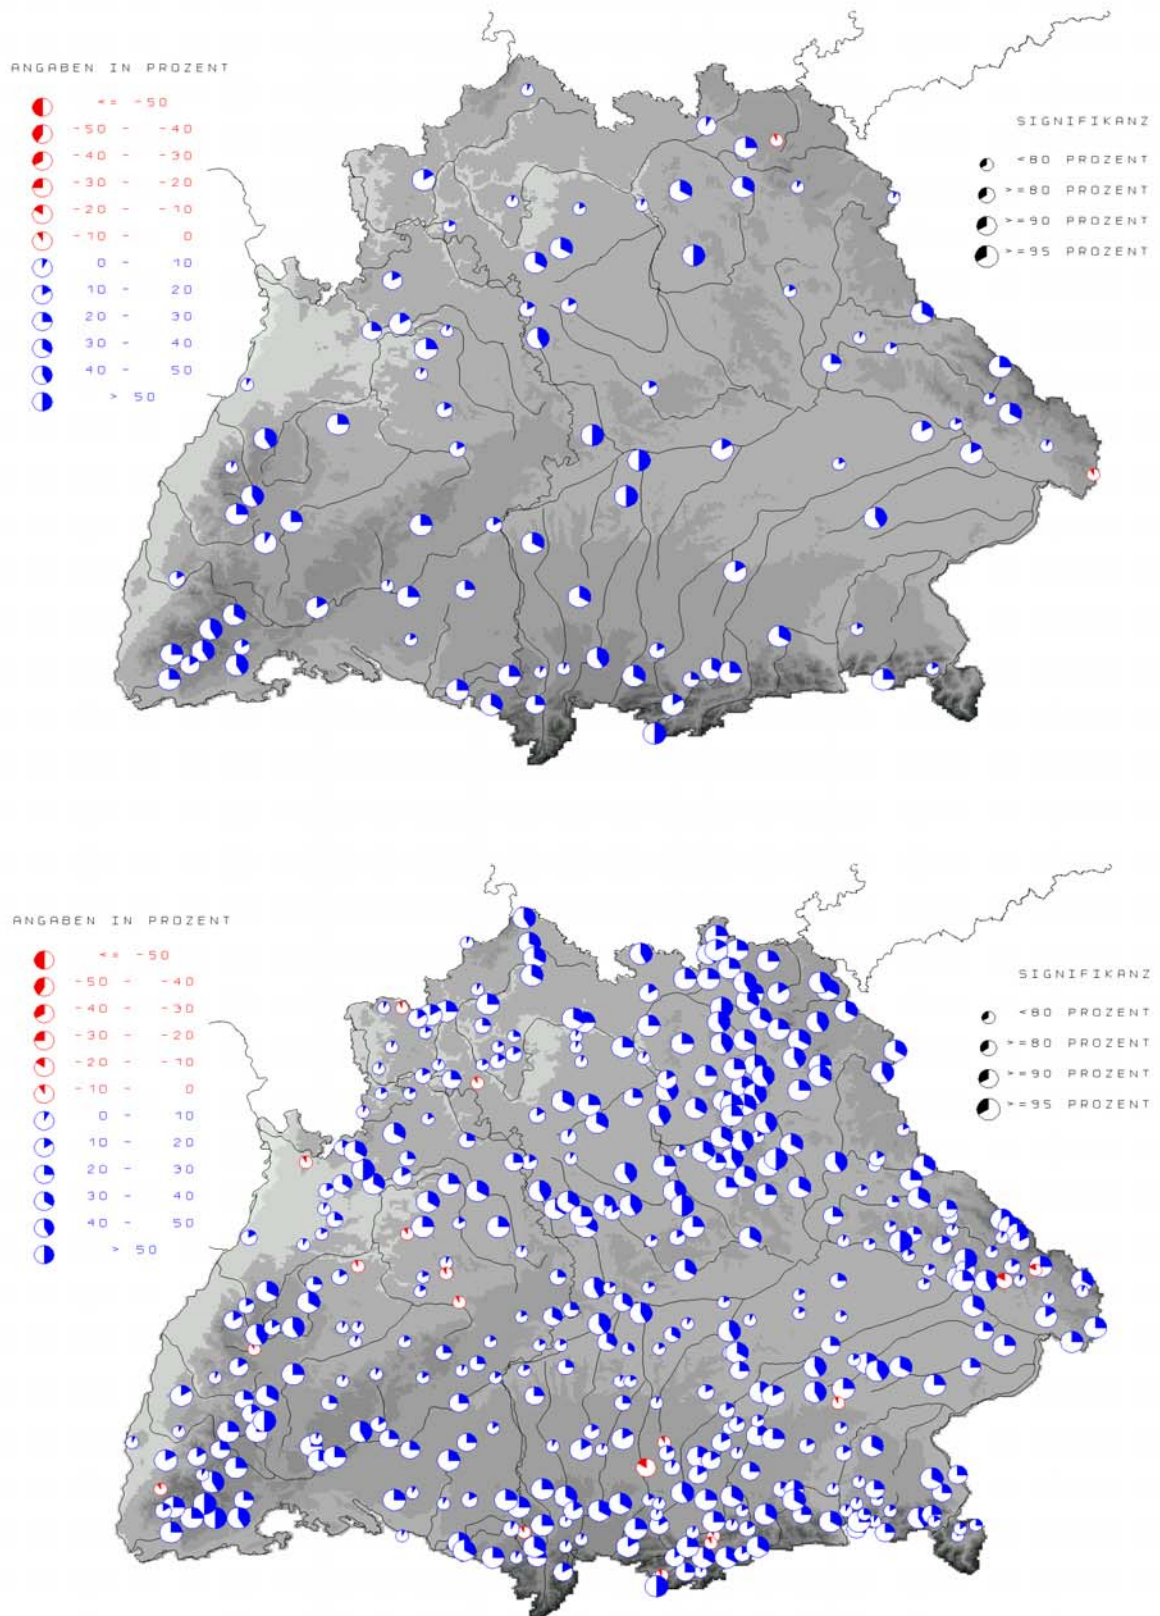 ANGABEN IN PROZENT
<= -50
-50 - -40
-40 - -30
-30 - -20
-20 - -10
-10 - 0
0 - 10
10 - 20
20 - 30
30 - 40
40 - 50
> 50
SIGNIFIKANZ
<80 PROZENT
>=80 PROZENT
>=90 PROZENT
>=95 PROZENT
ANGABEN IN PROZENT
<= -50
-50 - -40
-40 - -30
-30 - -20
-20 - -10
-10 - 0
0 - 10
10 - 20
20 - 30
30 - 40
40 - 50
> 50
SIGNIFIKANZ
<80 PROZENT
>=80 PROZENT
>=90 PROZENT
>=95 PROZENT